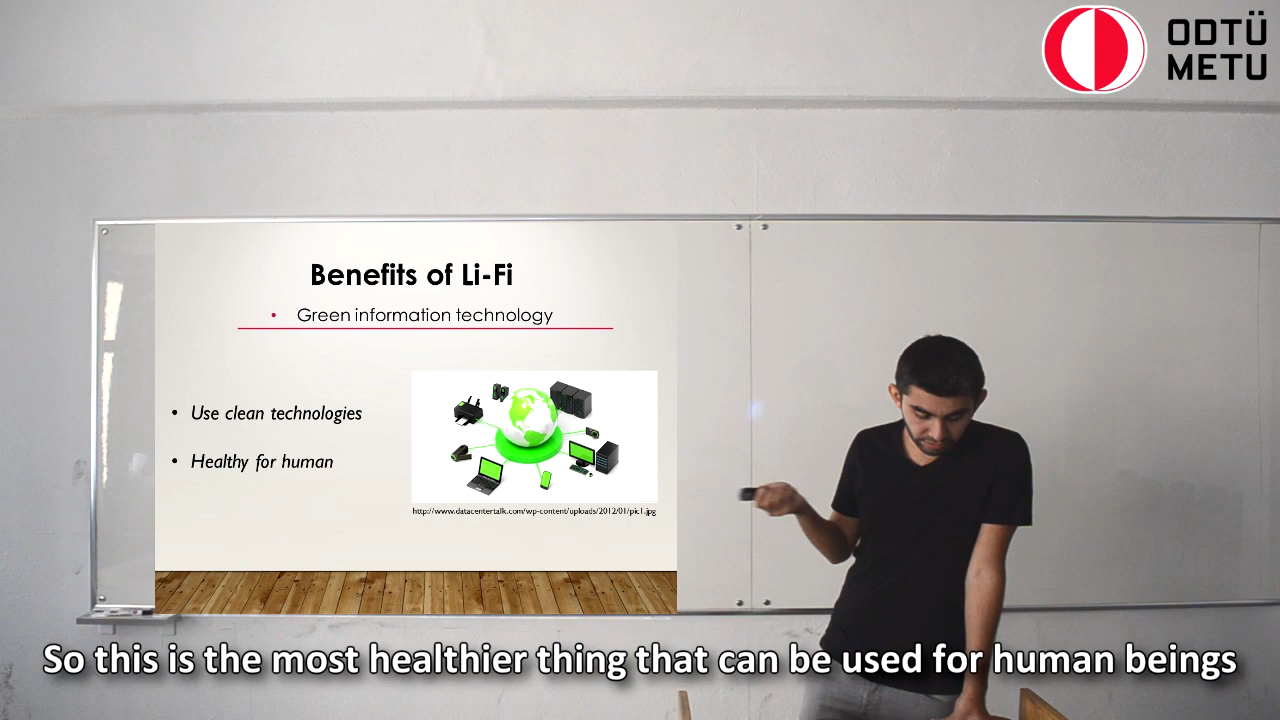 ODTÜ
METU
Benefits of Li-Fi
• Green information technology
• Use clean technologies
• Healthy for human
http://www.datacentertalk.com/wp-content/uploads/2012/01/pic1.jpg
So this is the most healthier thing that can be used for human beings